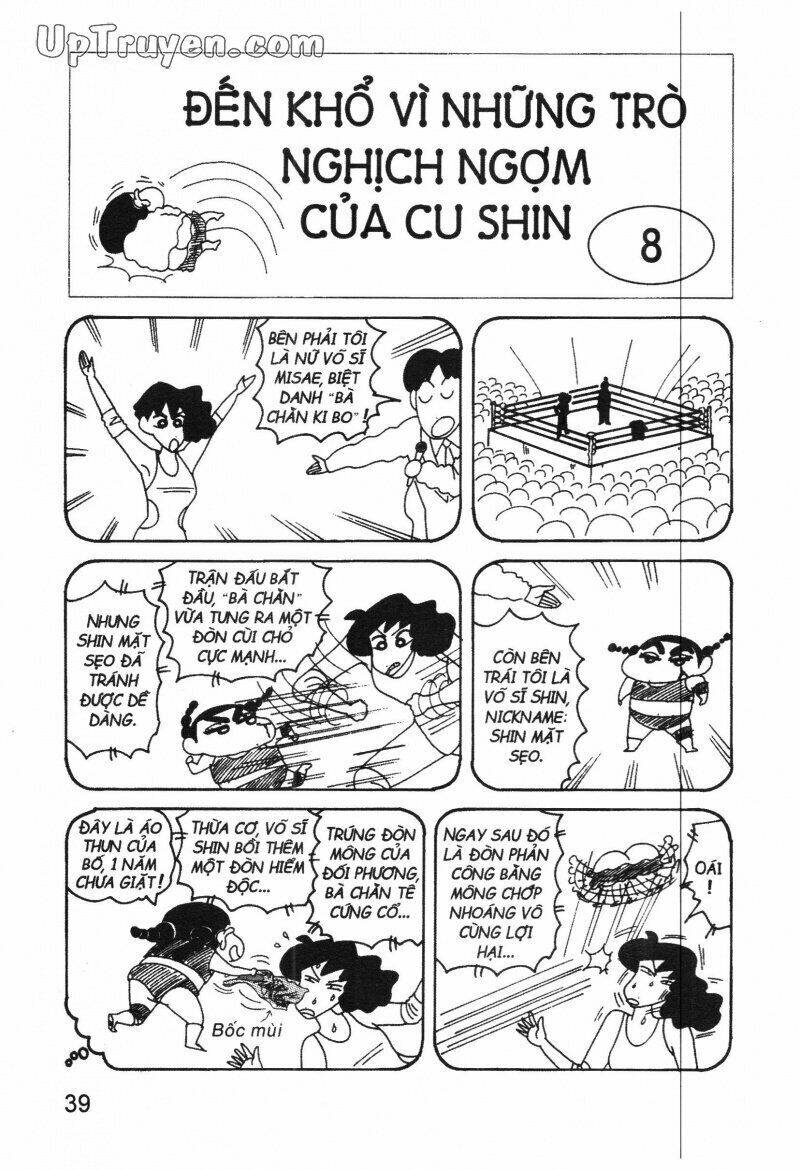 UpTruyen.com
ĐẾN KHỔ VÌ NHỮNG TRÒ
NGHỊCH NGỢM
CỦA CU SHIN
8
BÊN PHẢI TÔI
LÀ NỮ VÕ SĨ
MISAE, BIỆT
DANH "BÀ
CHẰN KI BO" !
CÒN BÊN
TRÁI TÔI LÀ
VÕ SĨ SHIN,
NICKNAME:
SHIN MẶT
SẸO.
TRẬN ĐẤU BẮT
ĐẦU, "BÀ CHẰN"
VỪA TUNG RA MỘT
ĐÒN CÙI CHỎ
CỰC MẠNH...
NHƯNG
SHIN MẶT
SẸO ĐÃ
TRÁNH
ĐƯỢC DỄ
DÀNG.
OÁI
!
NGAY SAU ĐÓ
LÀ ĐÒN PHẢN
CÔNG BẰNG
MÔNG CHỚP
NHOÁNG VÔ
CÙNG LỢI
HẠI...
TRÚNG ĐÒN
MÔNG CỦA
ĐỐI PHƯƠNG,
BÀ CHẰN TÊ
CỨNG CỔ...
THỪA CƠ, VÕ SĨ
SHIN BỒI THÊM
MỘT ĐÒN HIỂM
ĐỘC...
ĐÂY LÀ ÁO
THUN CỦA
BỐ, 1 NĂM
CHƯA GIẶT !
Bốc mùi
39